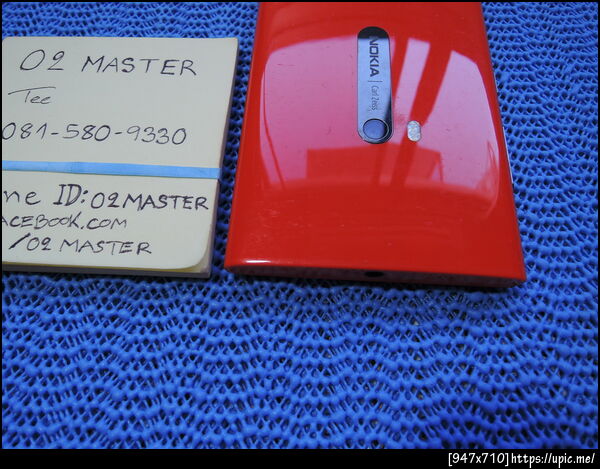 O2 MASTER
Tee
081-580-9330
ne ID: O2MASTER
ACEBOOK.COM
/O2 MASTER
NOKIA
Carl Zeiss
[947x710]https://upic.me/